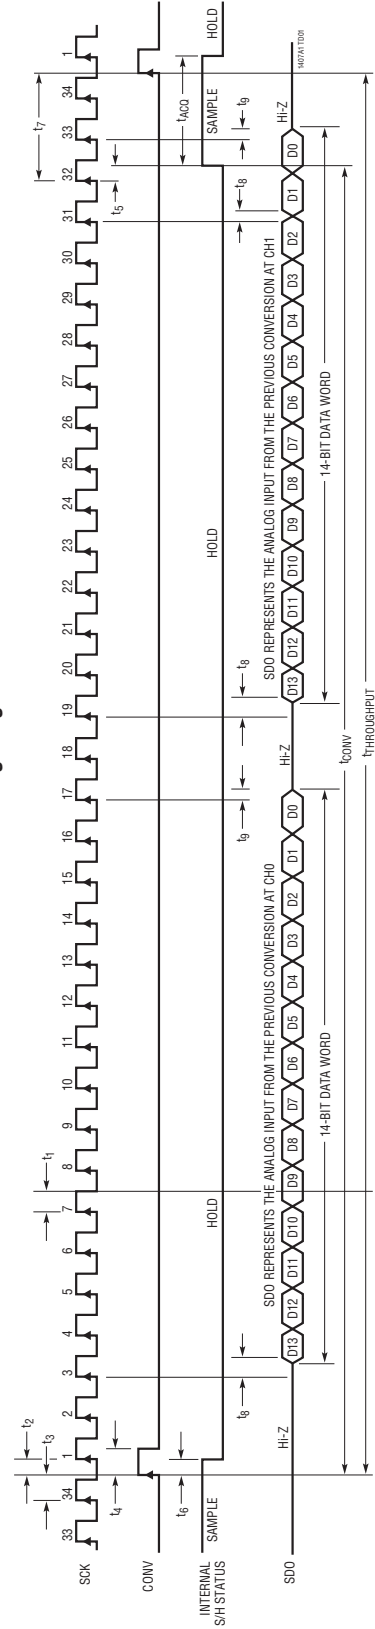 t2
t3
t1
t7
33 34 1 2 3 4 5 6 7 8 9 10 11 12 13 14 15 16 17 18 19 20 21 22 23 24 25 26 27 28 29 30 31 32 33 34 1
SCK
t4
t5
CONV
t6
tACQ
INTERNAL
S/H STATUS
SAMPLE
HOLD
HOLD
SAMPLE
HOLD
t8
t9
t8
t8
t9
SDO REPRESENTS THE ANALOG INPUT FROM THE PREVIOUS CONVERSION AT CH0
SDO REPRESENTS THE ANALOG INPUT FROM THE PREVIOUS CONVERSION AT CH1
SDO
Hi-Z
D13 D12 D11 D10 D9 D8 D7 D6 D5 D4 D3 D2 D1 D0
Hi-Z
D13 D12 D11 D10 D9 D8 D7 D6 D5 D4 D3 D2 D1 D0
Hi-Z
1407A1 TD01
14-BIT DATA WORD
14-BIT DATA WORD
tCONV
tTHROUGHPUT